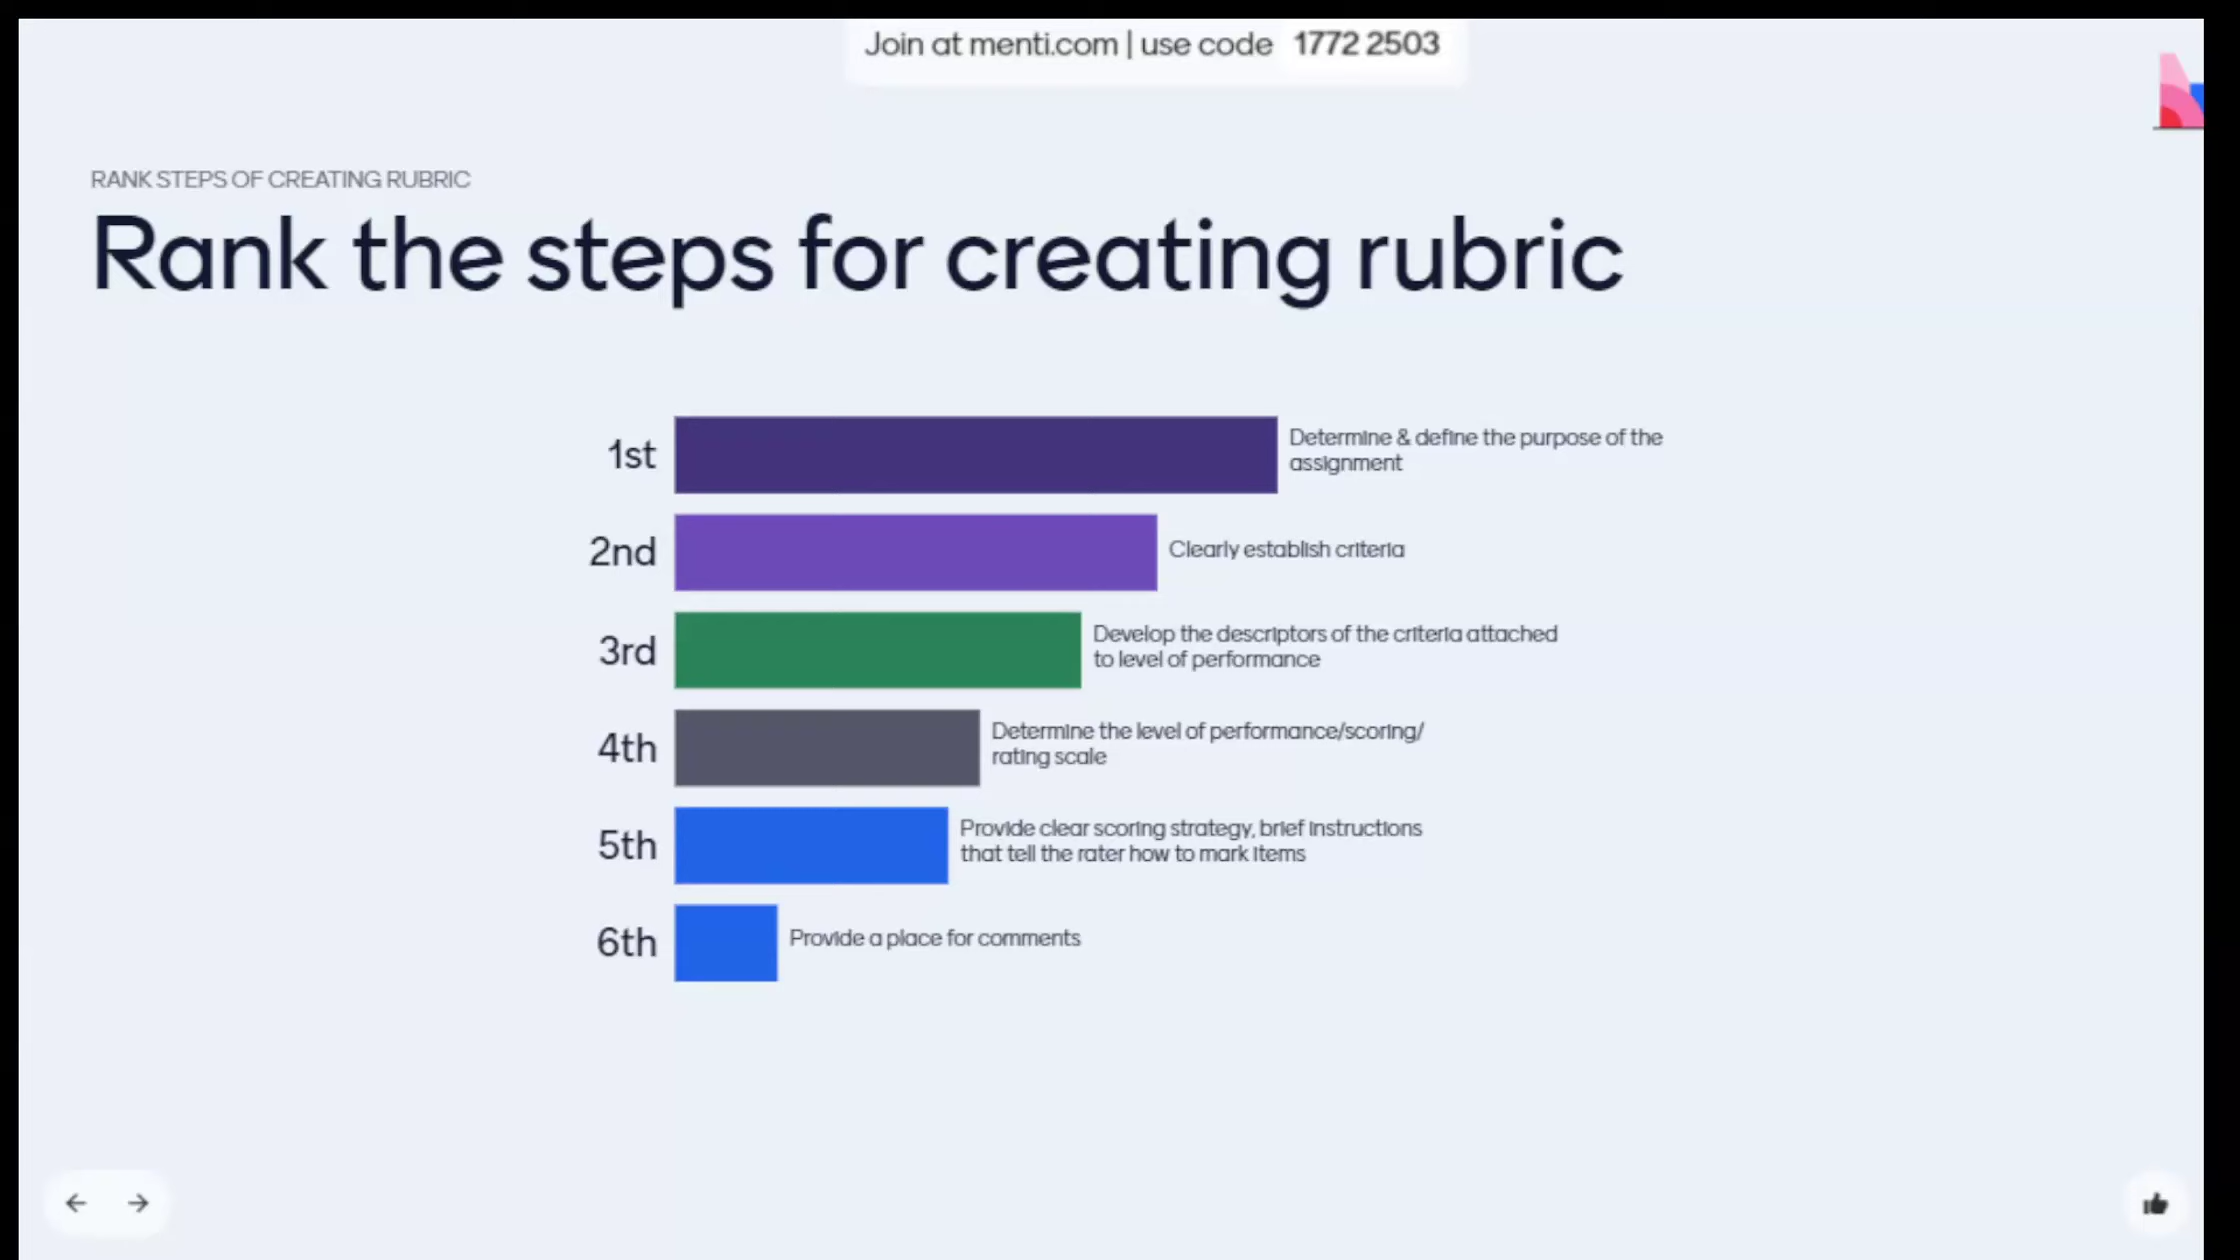 Join at menti.com | use code 1772 2503
RANK STEPS OF CREATING RUBRIC
Rank the steps for creating rubric
1st
Determine & define the purpose of the
assignment
2nd
Clearly establish criteria
3rd
Develop the descriptors of the criteria attached
to level of performance
4th
Determine the level of performance/scoring/
rating scale
5th
Provide clear scoring strategy, brief instructions
that tell the rater how to mark items
6th
Provide a place for comments